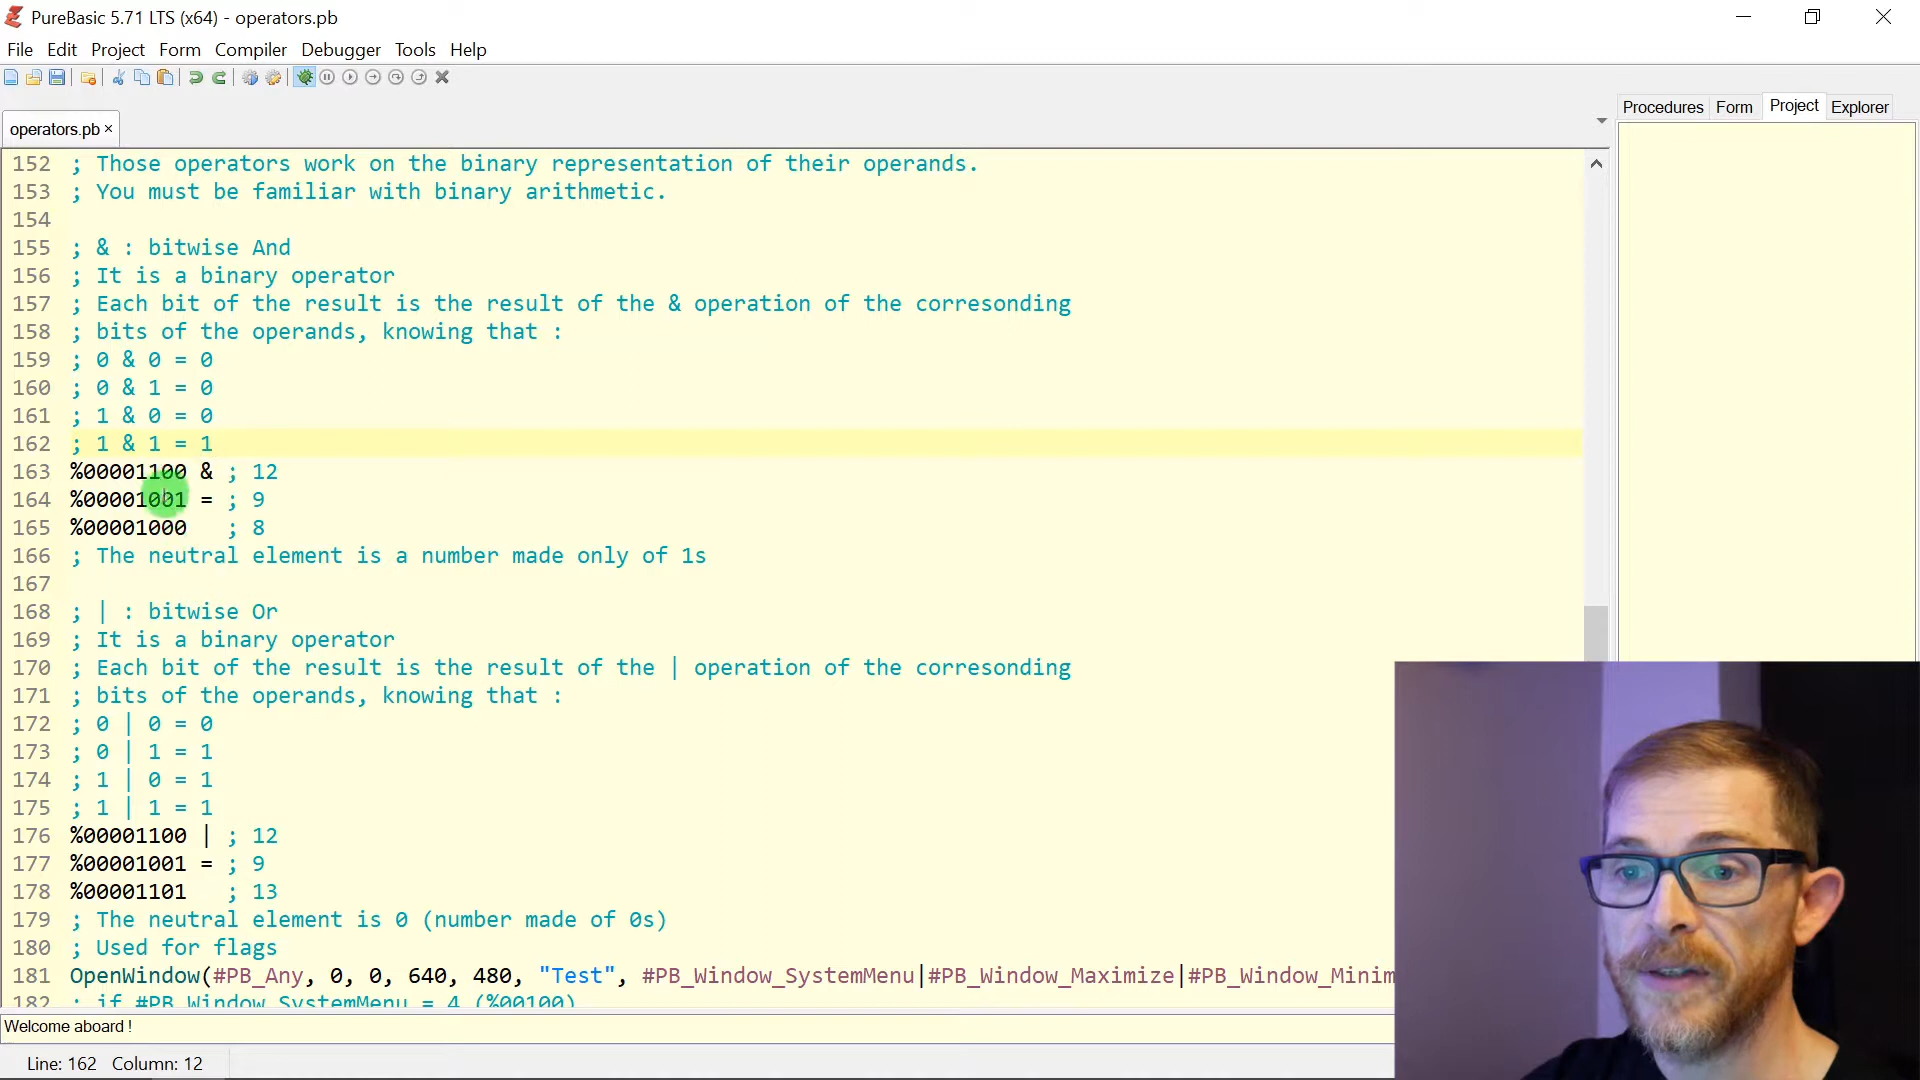 PureBasic 5.71 LTS (x64) - operators.pb
File Edit Project Form Compiler Debugger Tools Help
Procedures Form Project Explorer
operators.pb ×
152 ; Those operators work on the binary representation of their operands.
153 ; You must be familiar with binary arithmetic.
154
155 ; & : bitwise And
156 ; It is a binary operator
157 ; Each bit of the result is the result of the & operation of the corresonding
158 ; bits of the operands, knowing that :
159 ; 0 & 0 = 0
160 ; 0 & 1 = 0
161 ; 1 & 0 = 0
162 ; 1 & 1 = 1
163 %00001100 & ; 12
164 %00001001 = ; 9
165 %00001000 ; 8
166 ; The neutral element is a number made only of 1s
167
168 ; | : bitwise Or
169 ; It is a binary operator
170 ; Each bit of the result is the result of the | operation of the corresonding
171 ; bits of the operands, knowing that :
172 ; 0 | 0 = 0
173 ; 0 | 1 = 1
174 ; 1 | 0 = 1
175 ; 1 | 1 = 1
176 %00001100 | ; 12
177 %00001001 = ; 9
178 %00001101 ; 13
179 ; The neutral element is 0 (number made of 0s)
180 ; Used for flags
181 OpenWindow(#PB_Any, 0, 0, 640, 480, "Test", #PB_Window_SystemMenu|#PB_Window_Maximize|#PB_Window_Minim
182 ; if #PB_Window_SystemMenu = 4 (%00100)
Welcome aboard !
Line: 162 Column: 12